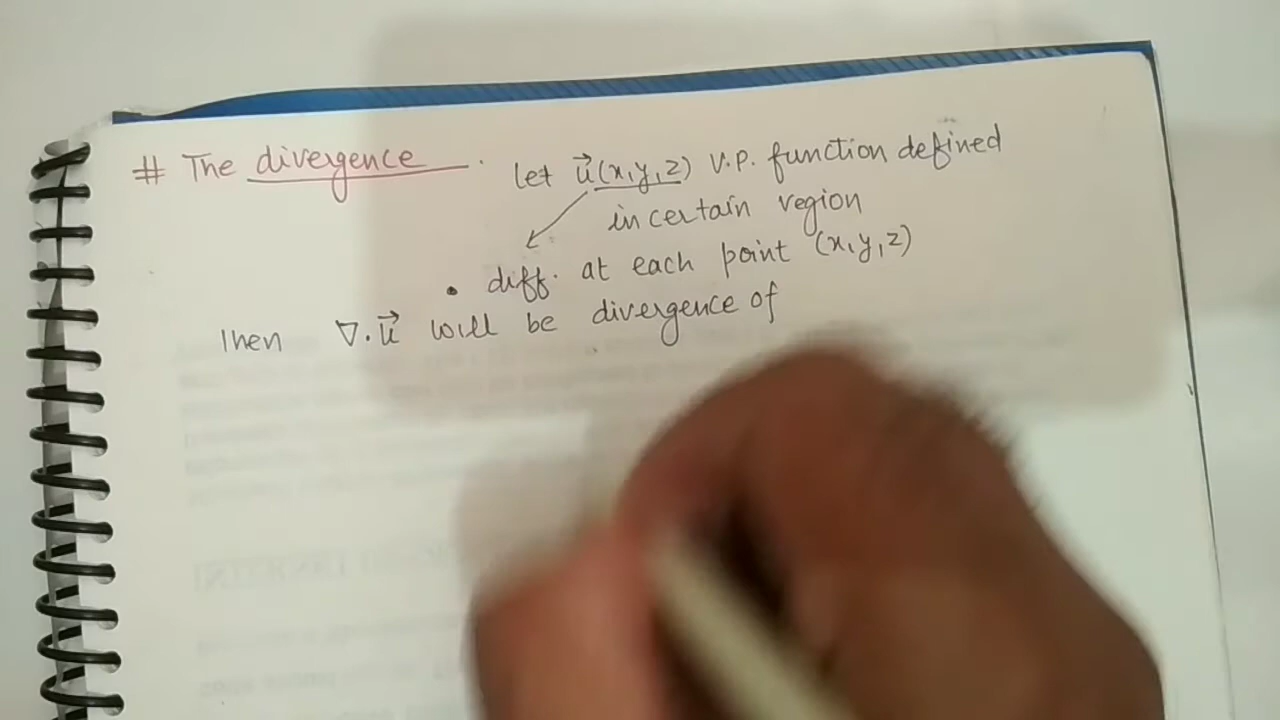 # The divergence . Let u⃗(x,y,z) V.P. function defined
in certain region
• diff. at each point (x,y,z)
Then ∇.u⃗ will be divergence of